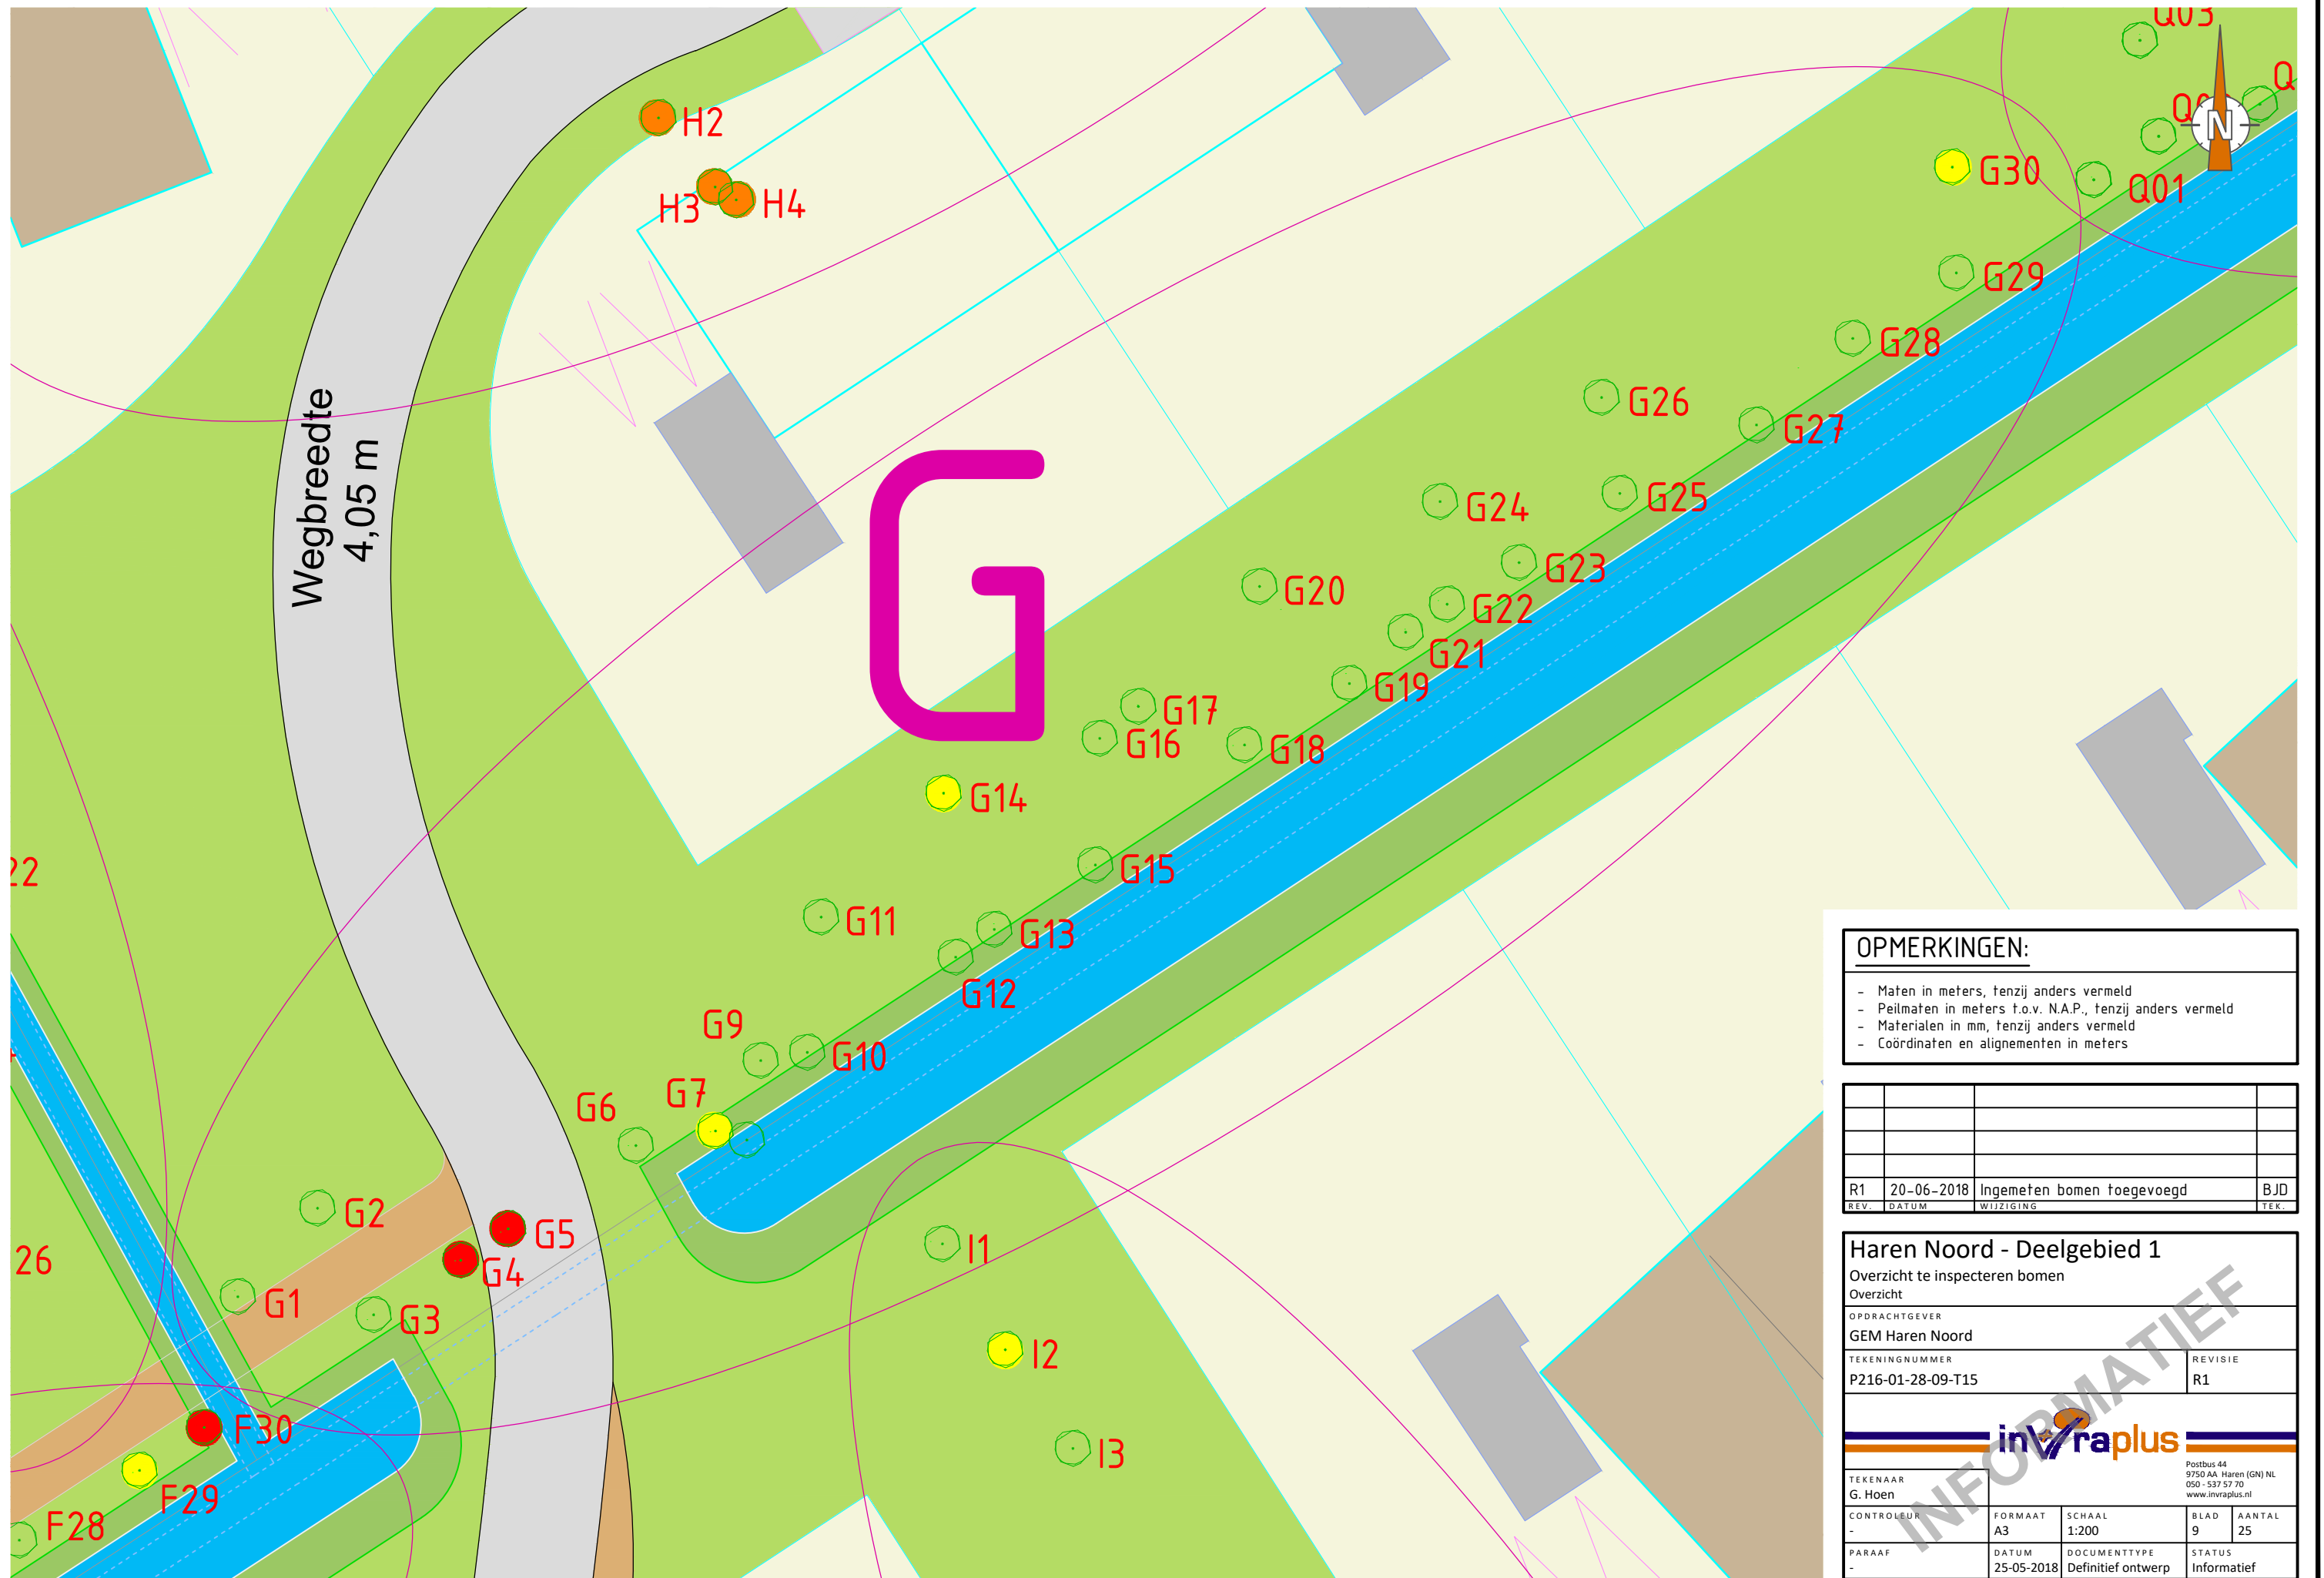 Q03
Q
H2
H3
H4
N
G30
Q01
G29
G28
G26
G27
Wegbreedte
4,05 m
G
G24
G25
G23
G20
G22
G21
G19
G17
G16
G18
G14
G15
22
G11
G13
G12
G9
G10
G7
G6
G2
G5
G4
26
G1
G3
I1
I2
I3
F30
F29
F28
OPMERKINGEN:
- Maten in meters, tenzij anders vermeld
- Peilmaten in meters t.o.v. N.A.P., tenzij anders vermeld
- Materialen in mm, tenzij anders vermeld
- Coördinaten en alignementen in meters
R1 20-06-2018 Ingemeten bomen toegevoegd BJD
REV. DATUM WIJZIGING TEK.
Haren Noord - Deelgebied 1
Overzicht te inspecteren bomen
Overzicht
OPDRACHTGEVER
GEM Haren Noord
TEKENINGNUMMER REVISIE
P216-01-28-09-T15 R1
invraplus
Postbus 44
9750 AA Haren (GN) NL
050 - 537 57 70
www.invraplus.nl
TEKENAAR
G. Hoen
CONTROLEUR FORMAAT SCHAAL BLAD AANTAL
- A3 1:200 9 25
PARAAF DATUM DOCUMENTTYPE STATUS
- 25-05-2018 Definitief ontwerp Informatief
INFORMATIEF